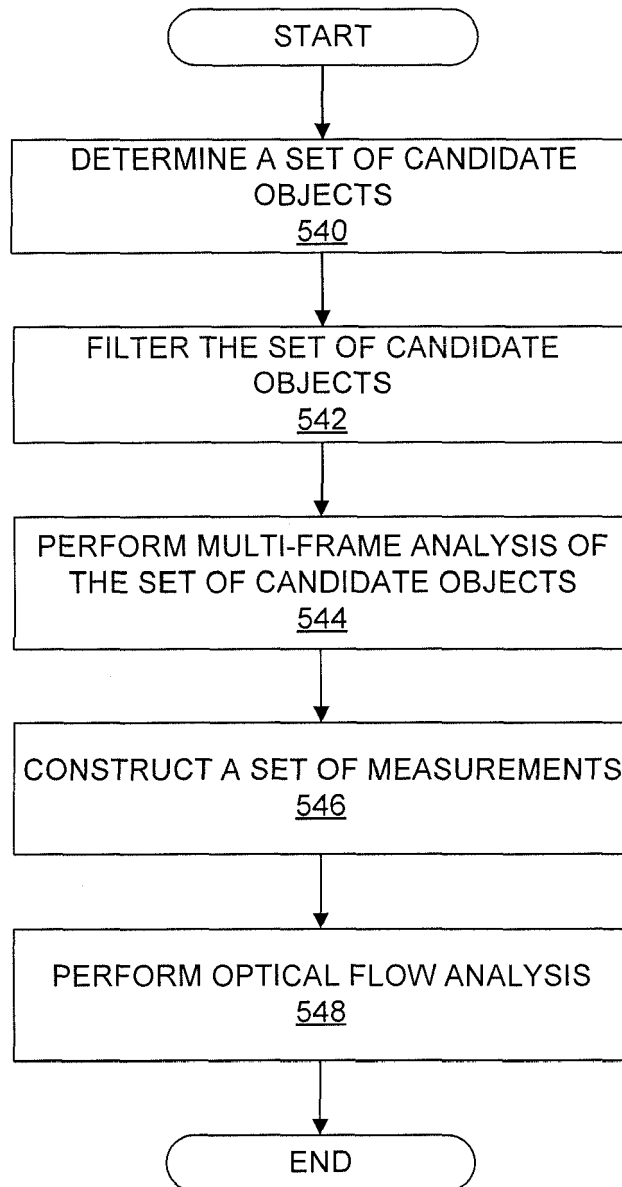 START
DETERMINE A SET OF CANDIDATE
OBJECTS
540
FILTER THE SET OF CANDIDATE
OBJECTS
542
PERFORM MULTI-FRAME ANALYSIS OF
THE SET OF CANDIDATE OBJECTS
544
CONSTRUCT A SET OF MEASUREMENTS
546
PERFORM OPTICAL FLOW ANALYSIS
548
END